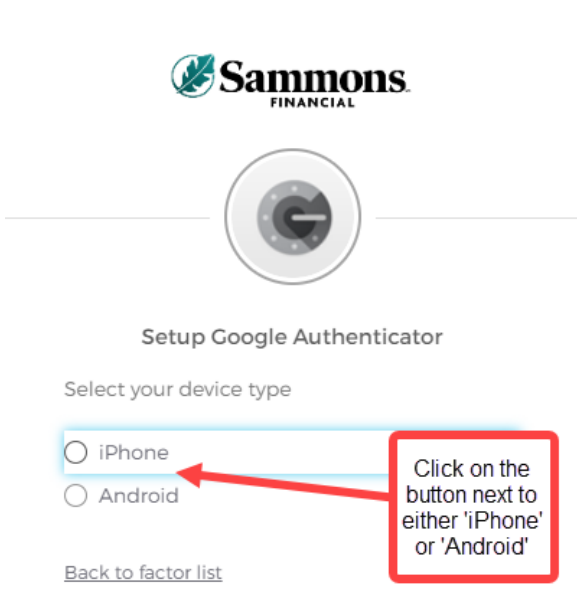 Sammons
FINANCIAL
Setup Google Authenticator
Select your device type
iPhone
Android
Click on the
button next to
either 'iPhone'
or 'Android'
Back to factor list